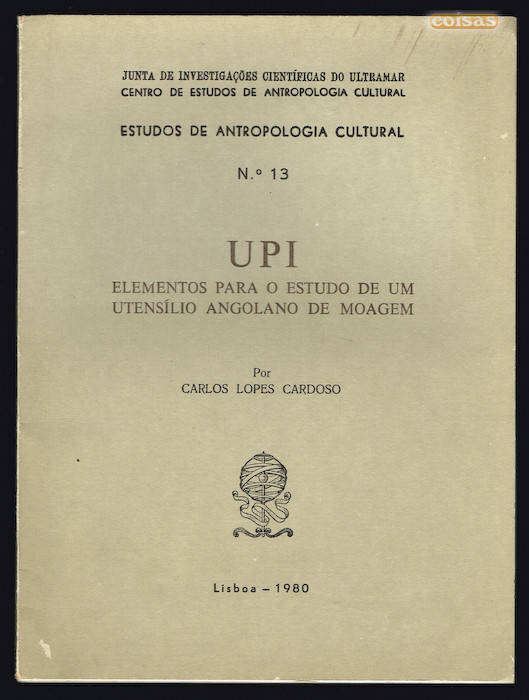 coisas
JUNTA DE INVESTIGAÇÕES CIENTÍFICAS DO ULTRAMAR
CENTRO DE ESTUDOS DE ANTROPOLOGIA CULTURAL
ESTUDOS DE ANTROPOLOGIA CULTURAL
N.º 13
UPI
ELEMENTOS PARA O ESTUDO DE UM
UTENSÍLIO ANGOLANO DE MOAGEM
Por
CARLOS LOPES CARDOSO
Lisboa – 1980